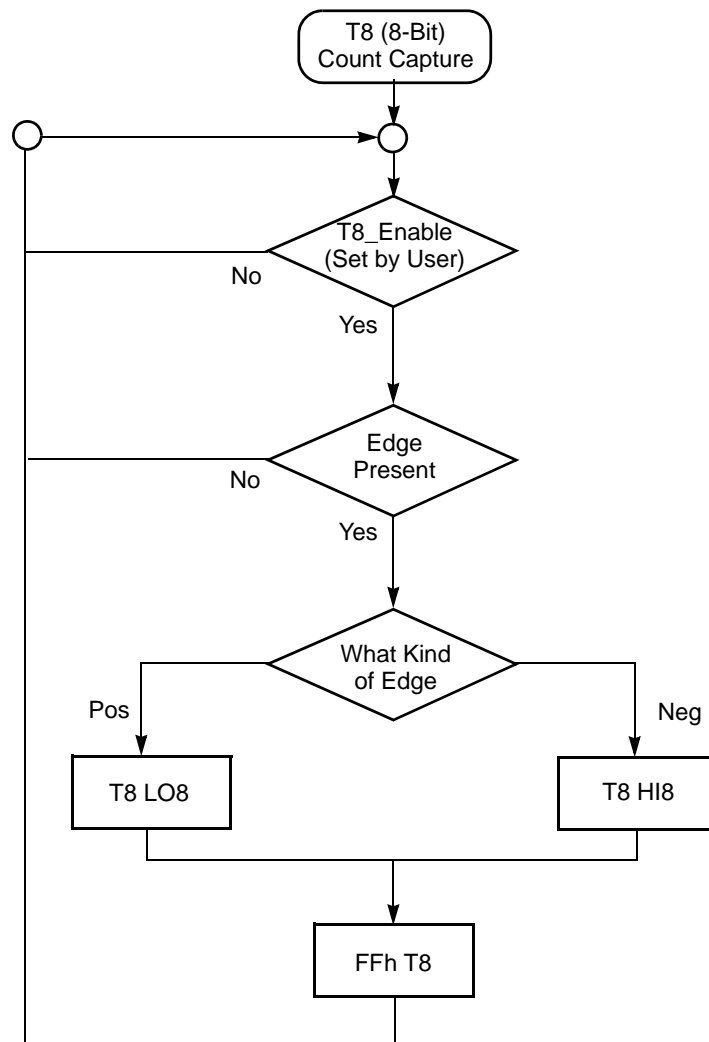 T8 (8-Bit)
Count Capture
T8_Enable
(Set by User)
No
Yes
Edge
Present
No
Yes
What Kind
of Edge
Pos
Neg
T8 LO8
T8 HI8
FFh T8